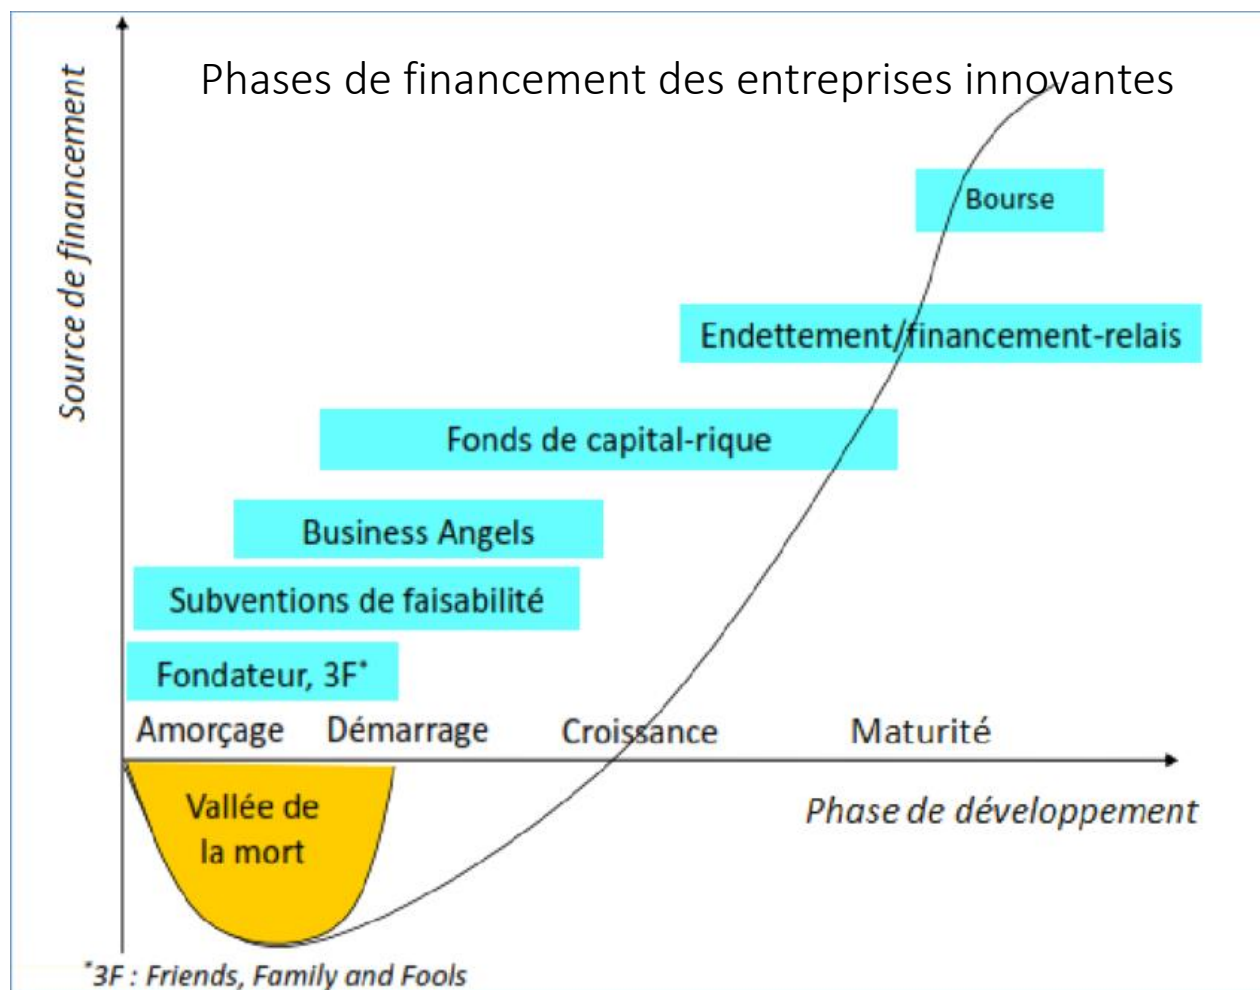 Phases de financement des entreprises innovantes
Source de financement
Bourse
Endettement/financement-relais
Fonds de capital-rique
Business Angels
Subventions de faisabilité
Fondateur, 3F*
Amorçage Démarrage Croissance Maturité
Vallée de
la mort
Phase de développement
*3F : Friends, Family and Fools